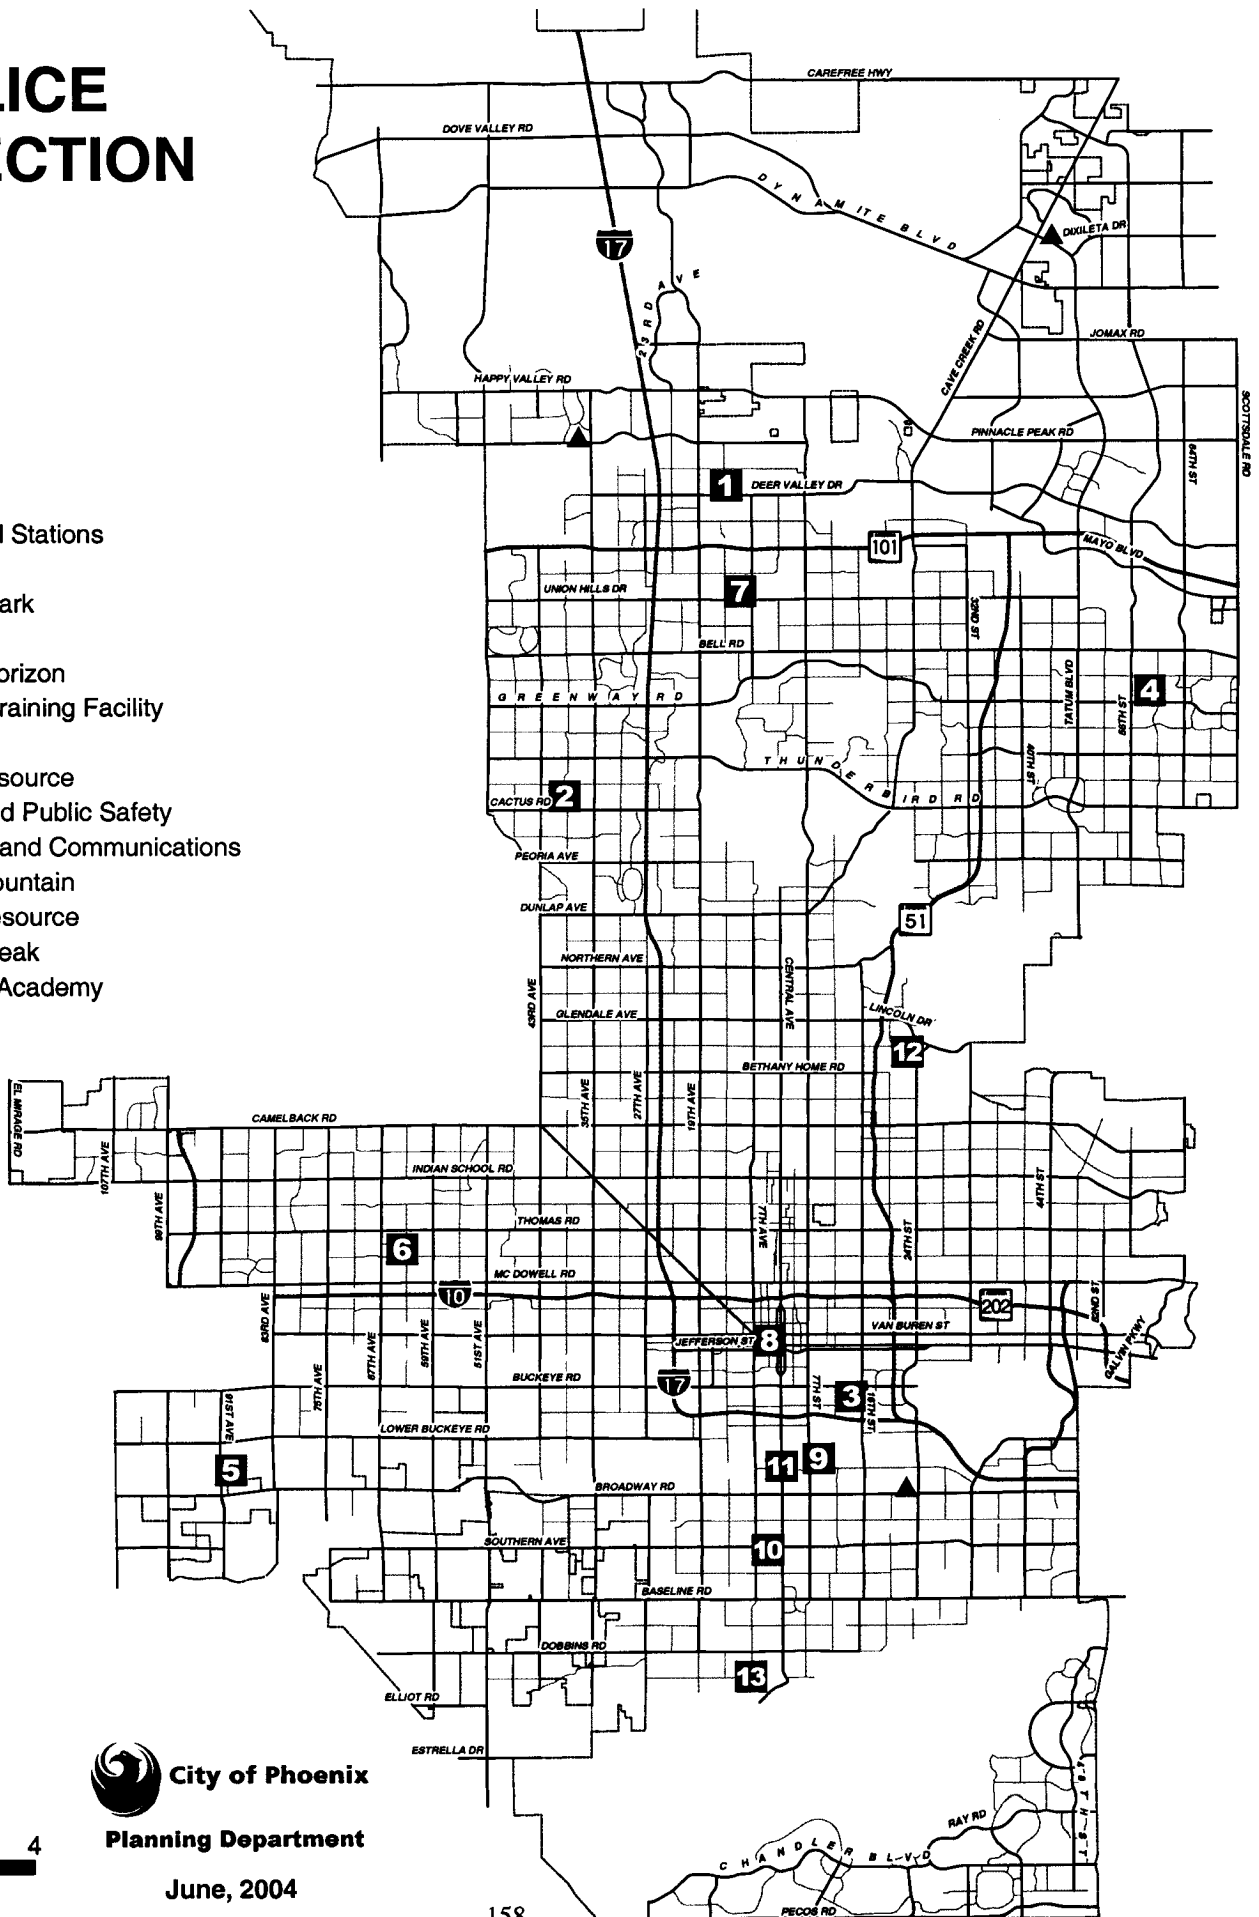 LICE
ECTION
l Stations
ark
orizon
raining Facility
source
d Public Safety
and Communications
ountain
esource
eak
Academy
CAREFREE HWY
DOVE VALLEY RD
DYNAMITE BLVD
DIXILETA DR
17
23RD AVE
CAVE CREEK RD
JOMAX RD
HAPPY VALLEY RD
SCOTTSDALE RD
PINNACLE PEAK RD
64TH ST
1
DEER VALLEY DR
101
MAYO BLVD
UNION HILLS DR
7
32ND ST
BELL RD
GREENWAY RD
TATUM BLVD
56TH ST
4
THUNDERBIRD RD
40TH ST
CACTUS RD
2
PEORIA AVE
DUNLAP AVE
51
NORTHERN AVE
CENTRAL AVE
43RD AVE
GLENDALE AVE
LINCOLN DR
12
BETHANY HOME RD
35TH AVE
27TH AVE
19TH AVE
EL MIRAGE RD
CAMELBACK RD
107TH AVE
INDIAN SCHOOL RD
44TH ST
99TH AVE
THOMAS RD
7TH AVE
24TH ST
6
MC DOWELL RD
10
202
52ND ST
83RD AVE
VAN BUREN ST
JEFFERSON ST
8
GALVIN PKWY
67TH AVE
59TH AVE
51ST AVE
75TH AVE
BUCKEYE RD
17
7TH ST
3
16TH ST
91ST AVE
LOWER BUCKEYE RD
5
11
9
BROADWAY RD
SOUTHERN AVE
10
BASELINE RD
DOBBINS RD
13
ELLIOT RD
ESTRELLA DR
City of Phoenix
48TH ST
RAY RD
4
Planning Department
CHANDLER BLVD
June, 2004
158
PECOS RD